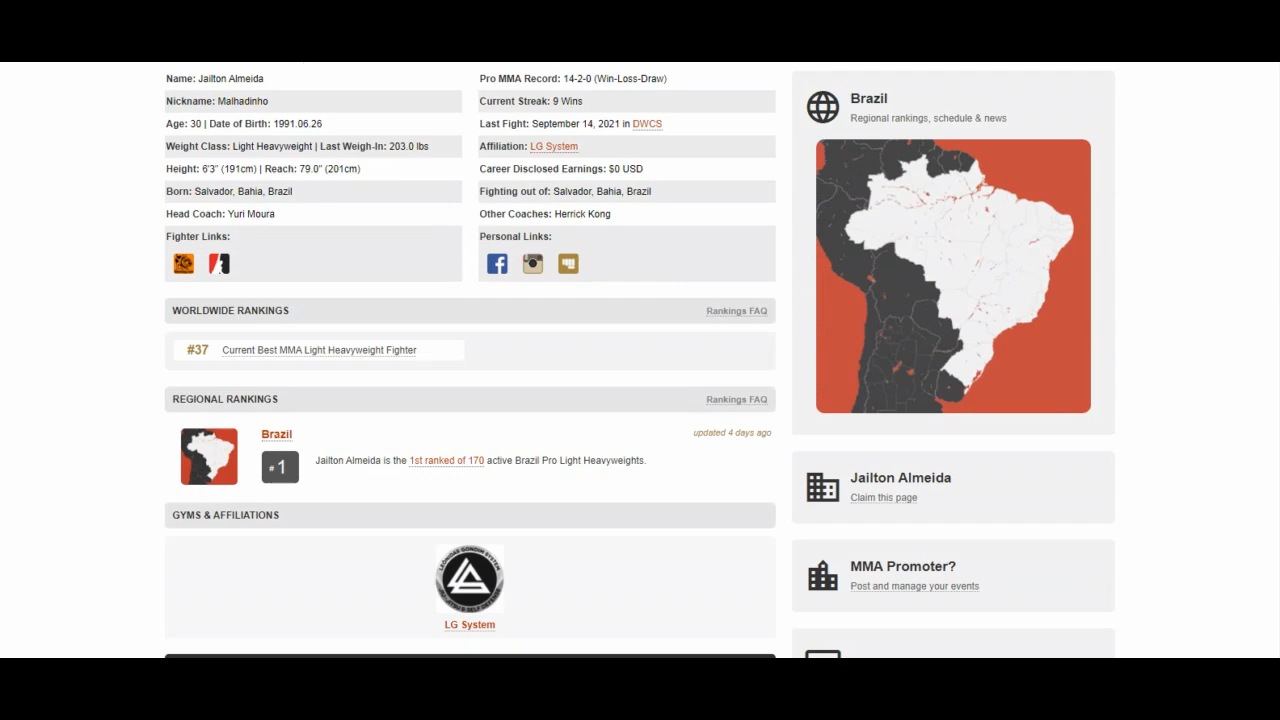 Name: Jailton Almeida
Pro MMA Record: 14-2-0 (Win-Loss-Draw)
Nickname: Malhadinho
Current Streak: 9 Wins
Age: 30 | Date of Birth: 1991.06.26
Last Fight: September 14, 2021 in DWCS
Weight Class: Light Heavyweight | Last Weigh-In: 203.0 lbs
Affiliation: LG System
Height: 6'3" (191cm) | Reach: 79.0" (201cm)
Career Disclosed Earnings: $0 USD
Born: Salvador, Bahia, Brazil
Fighting out of: Salvador, Bahia, Brazil
Head Coach: Yuri Moura
Other Coaches: Herrick Kong
Fighter Links:
Personal Links:
WORLDWIDE RANKINGS
Rankings FAQ
#37 Current Best MMA Light Heavyweight Fighter
REGIONAL RANKINGS
Rankings FAQ
Brazil
updated 4 days ago
#1
Jailton Almeida is the 1st ranked of 170 active Brazil Pro Light Heavyweights.
GYMS & AFFILIATIONS
LEONIDAS GONDIM SYSTEM
LG System
Brazil
Regional rankings, schedule & news
Jailton Almeida
Claim this page
MMA Promoter?
Post and manage your events